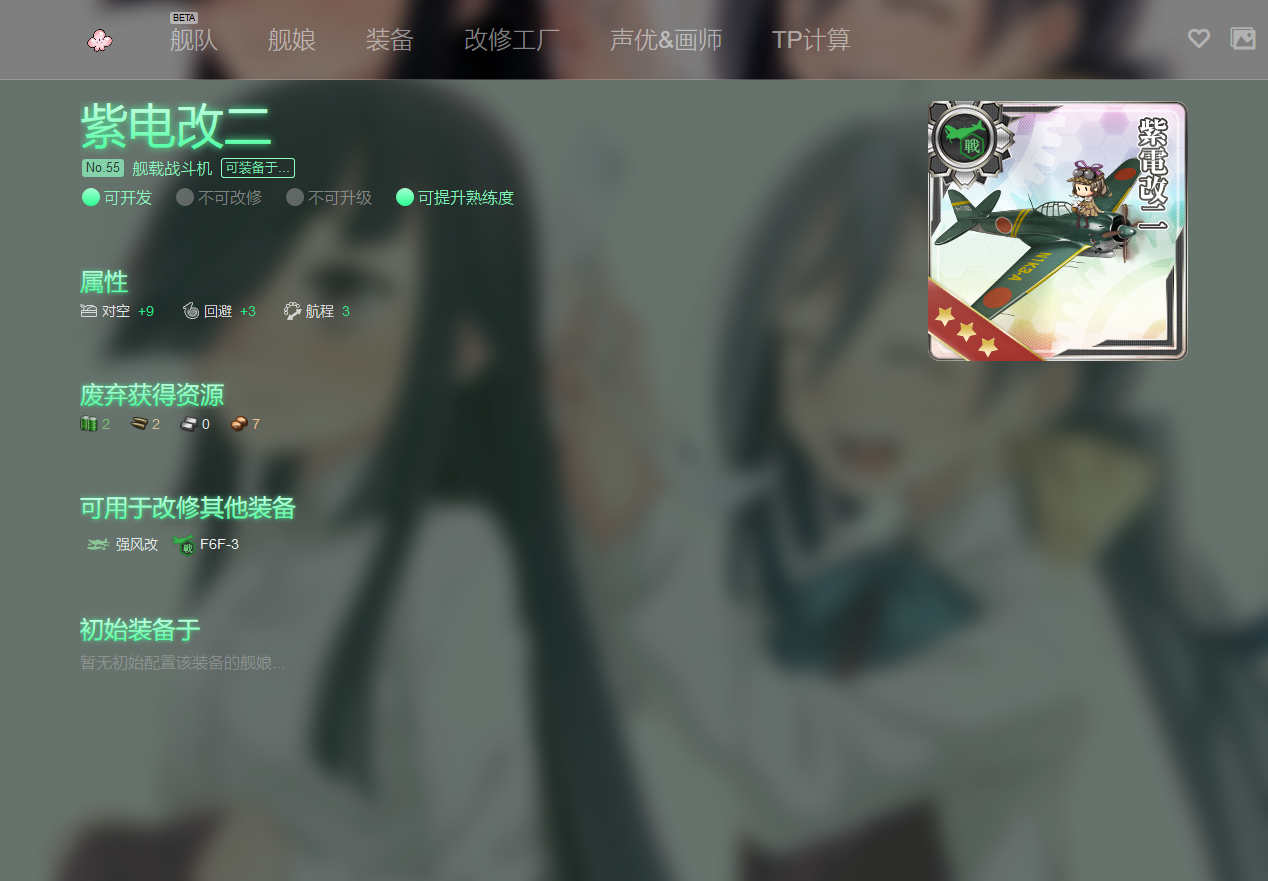 BETA
舰队 舰娘 装备 改修工厂 声优&画师 TP计算
紫电改二
No.55 舰载战斗机 可装备于...
可开发 不可改修 不可升级 可提升熟练度
属性
对空 +9 回避 +3 航程 3
废弃获得资源
2 2 0 7
可用于改修其他装备
强风改 戦 F6F-3
初始装备于
暂无初始配置该装备的舰娘...
戦
紫電改二
N1K3-A